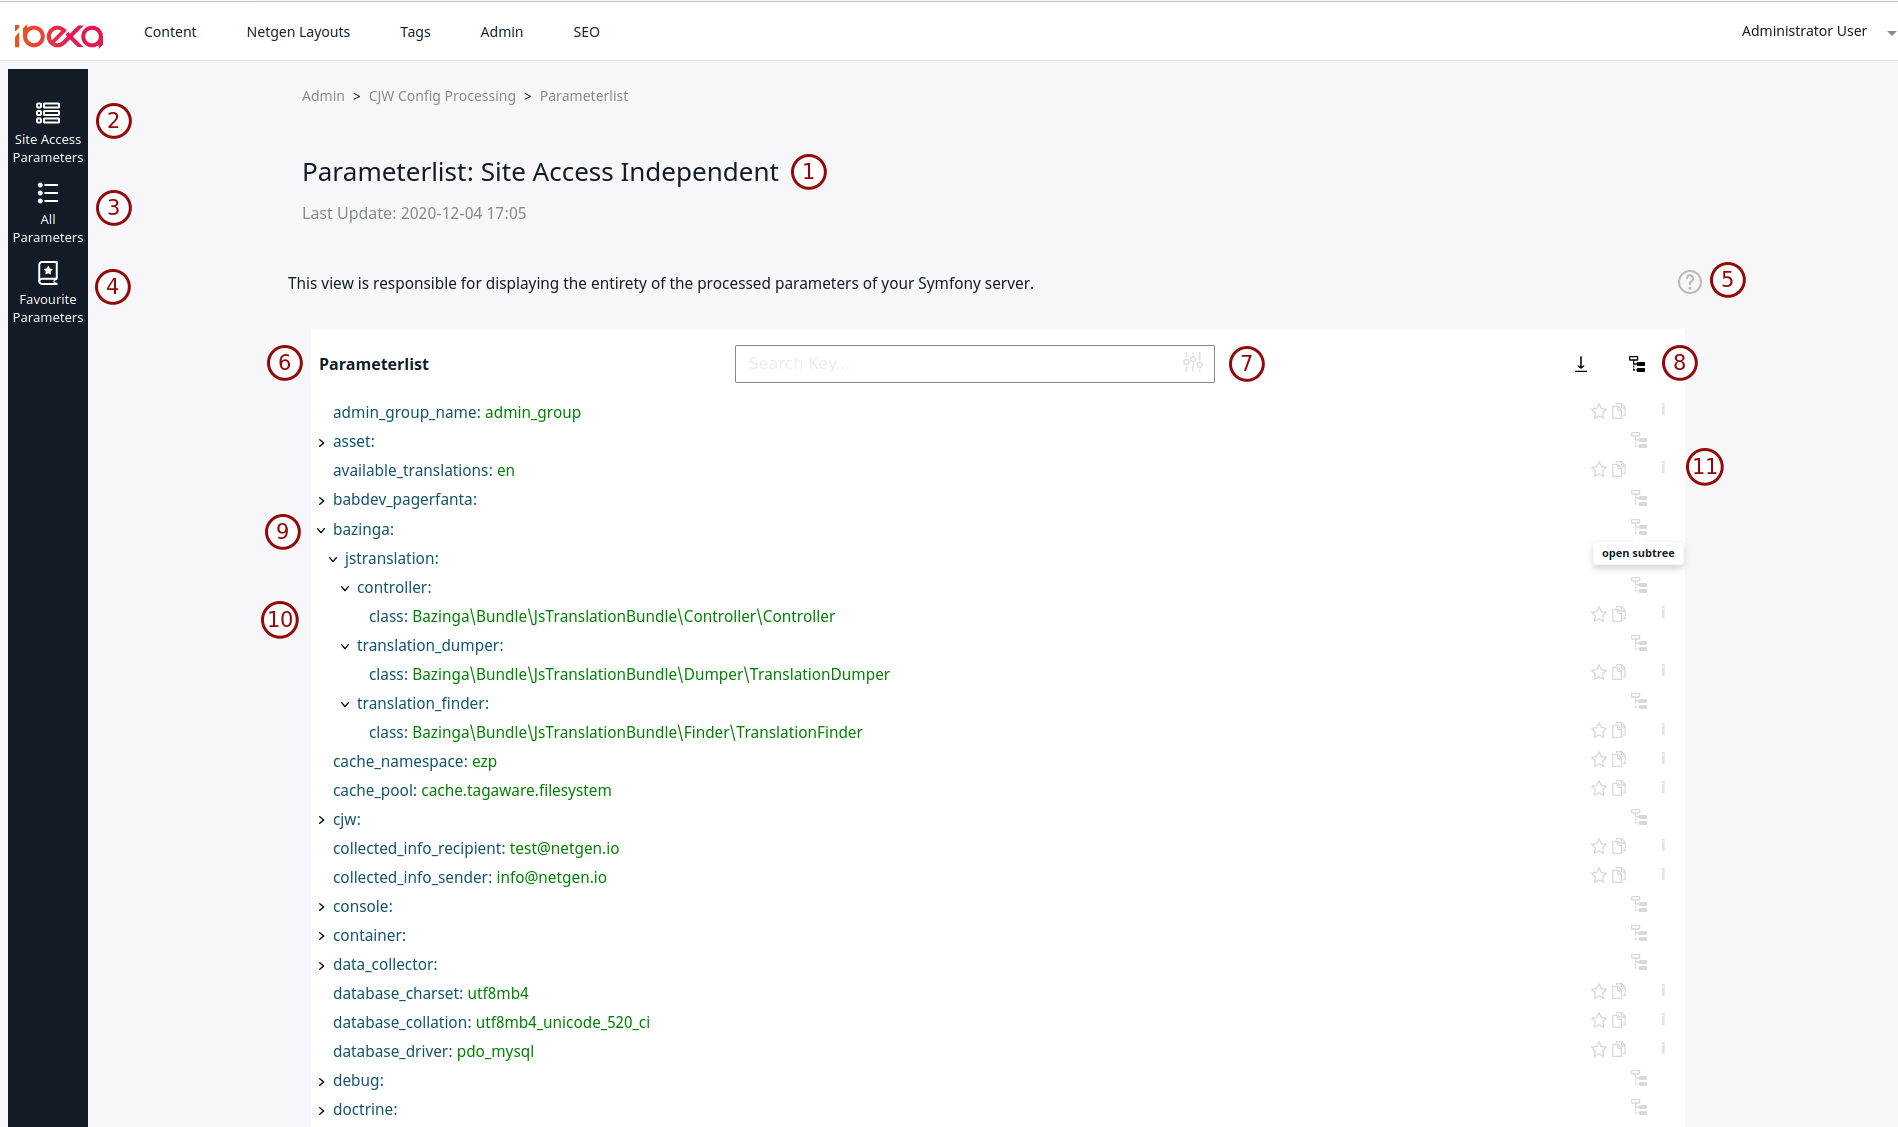 ibexa Content Netgen Layouts Tags Admin SEO Administrator User
Admin > CJW Config Processing > Parameterlist
Site Access
Parameters
2
All
Parameters
3
Favourite
Parameters
4
Parameterlist: Site Access Independent 1
Last Update: 2020-12-04 17:05
This view is responsible for displaying the entirety of the processed parameters of your Symfony server. ? 5
6 Parameterlist Search Key... 7 8
admin_group_name: admin_group i
asset:
available_translations: en i 11
babdev_pagerfanta:
9 bazinga:
open subtree
jstranslation:
controller:
10 class: Bazinga\Bundle\JsTranslationBundle\Controller\Controller i
translation_dumper:
class: Bazinga\Bundle\JsTranslationBundle\Dumper\TranslationDumper i
translation_finder:
class: Bazinga\Bundle\JsTranslationBundle\Finder\TranslationFinder i
cache_namespace: ezp i
cache_pool: cache.tagaware.filesystem i
cjw:
collected_info_recipient: test@netgen.io i
collected_info_sender: info@netgen.io i
console:
container:
data_collector:
database_charset: utf8mb4 i
database_collation: utf8mb4_unicode_520_ci i
database_driver: pdo_mysql i
debug:
doctrine: